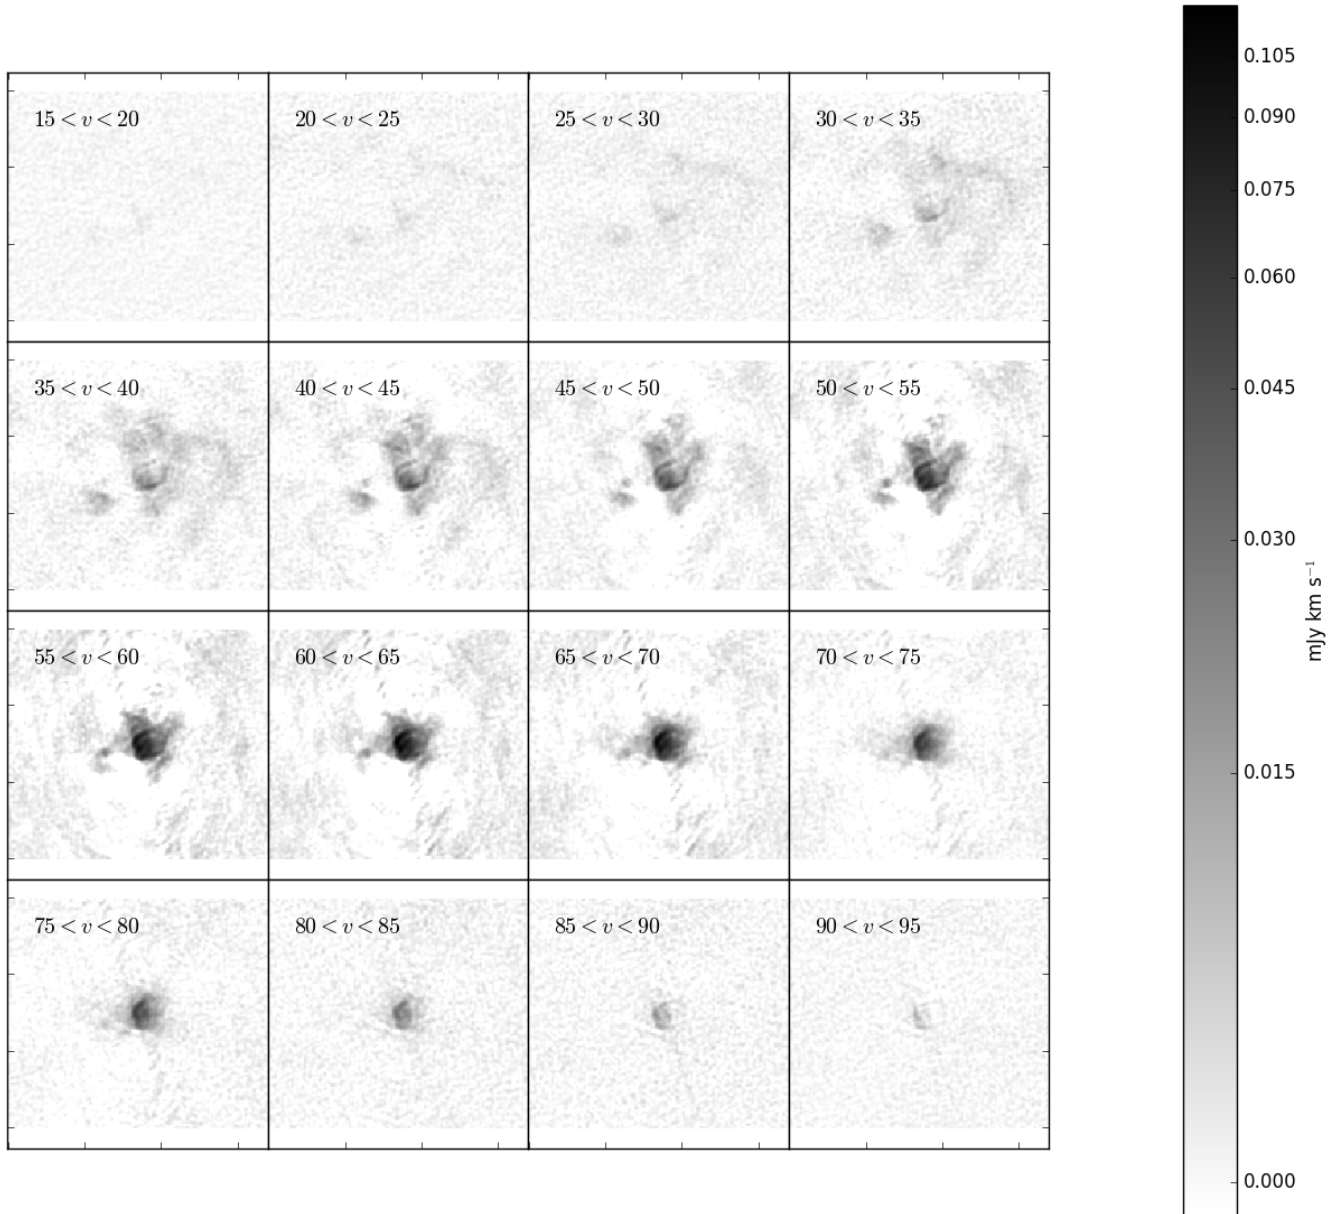 15 < v < 20
20 < v < 25
25 < v < 30
30 < v < 35
35 < v < 40
40 < v < 45
45 < v < 50
50 < v < 55
55 < v < 60
60 < v < 65
65 < v < 70
70 < v < 75
75 < v < 80
80 < v < 85
85 < v < 90
90 < v < 95
0.105
0.090
0.075
0.060
0.045
0.030
0.015
0.000
mJy km s⁻¹